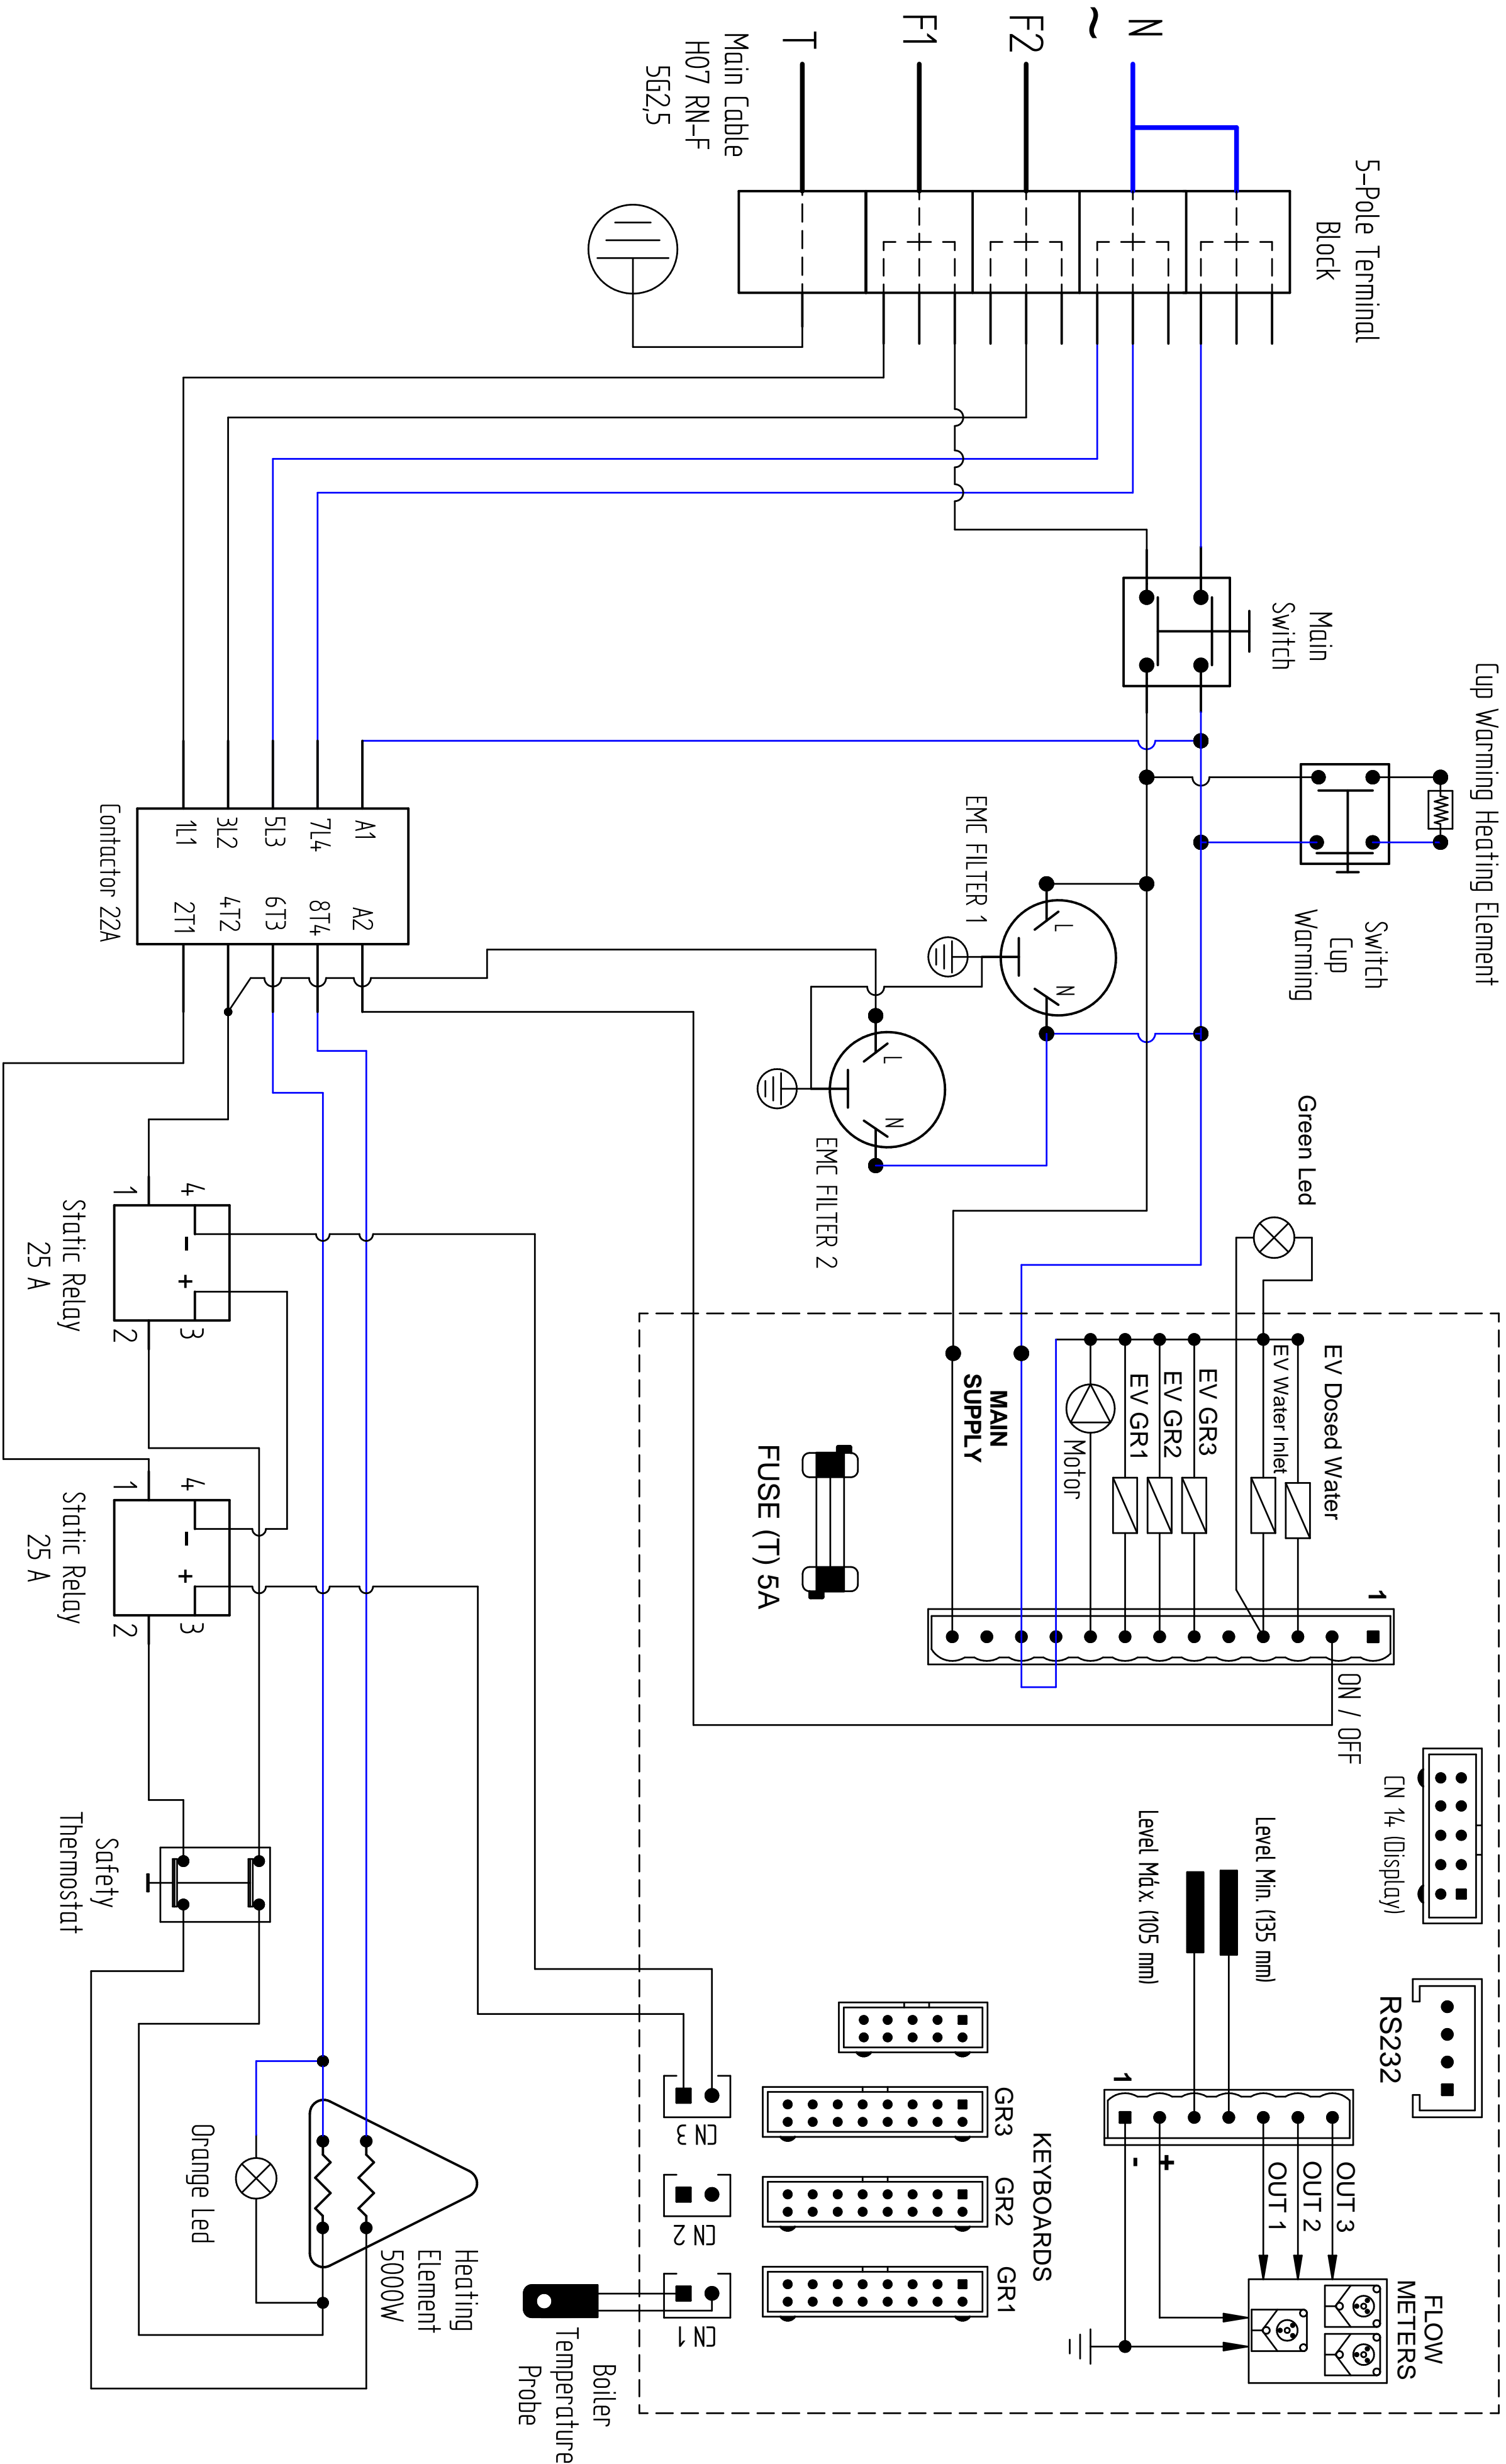 5-Pole Terminal
Block
N
~
F2
F1
T
Main Cable
H07 RN-F
5G2,5
Cup Warming Heating Element
Main
Switch
Switch
Cup
Warming
EMC FILTER 1
L
N
EMC FILTER 2
L
N
A1
7L4
5L3
3L2
1L1
A2
8T4
6T3
4T2
2T1
Contactor 22A
Green Led
EV Dosed Water
EV Water Inlet
EV GR3
EV GR2
EV GR1
Motor
MAIN
SUPPLY
FUSE (T) 5A
1
ON / OFF
4
3
-
+
1
2
Static Relay
25 A
4
3
-
+
1
2
Static Relay
25 A
Safety
Thermostat
CN 14 (Display)
RS232
Level Min. (135 mm)
Level Máx. (105 mm)
1
-
+
OUT 3
OUT 2
OUT 1
FLOW
METERS
KEYBOARDS
GR3
GR2
GR1
CN 3
CN 2
CN 1
Boiler
Temperature
Probe
Heating
Element
5000W
Orange Led